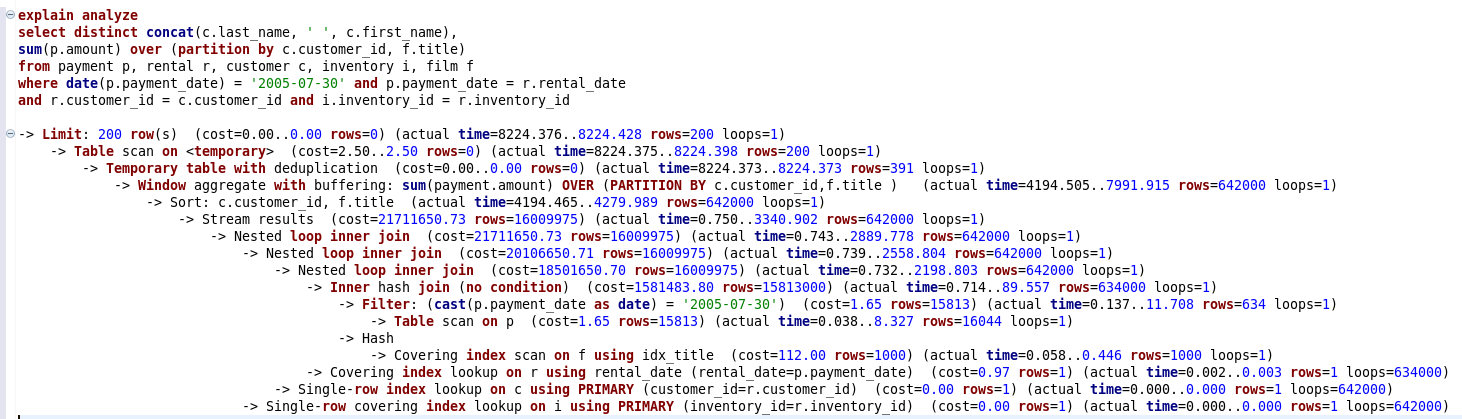 explain analyze
select distinct concat(c.last_name, ' ', c.first_name),
sum(p.amount) over (partition by c.customer_id, f.title)
from payment p, rental r, customer c, inventory i, film f
where date(p.payment_date) = '2005-07-30' and p.payment_date = r.rental_date
and r.customer_id = c.customer_id and i.inventory_id = r.inventory_id
-> Limit: 200 row(s)  (cost=0.00..0.00 rows=0) (actual time=8224.376..8224.428 rows=200 loops=1)
-> Table scan on <temporary>  (cost=2.50..2.50 rows=0) (actual time=8224.375..8224.398 rows=200 loops=1)
-> Temporary table with deduplication  (cost=0.00..0.00 rows=0) (actual time=8224.373..8224.373 rows=391 loops=1)
-> Window aggregate with buffering: sum(payment.amount) OVER (PARTITION BY c.customer_id,f.title )   (actual time=4194.505..7991.915 rows=642000 loops=1)
-> Sort: c.customer_id, f.title  (actual time=4194.465..4279.989 rows=642000 loops=1)
-> Stream results  (cost=21711650.73 rows=16009975) (actual time=0.750..3340.902 rows=642000 loops=1)
-> Nested loop inner join  (cost=21711650.73 rows=16009975) (actual time=0.743..2889.778 rows=642000 loops=1)
-> Nested loop inner join  (cost=20106650.71 rows=16009975) (actual time=0.739..2558.804 rows=642000 loops=1)
-> Nested loop inner join  (cost=18501650.70 rows=16009975) (actual time=0.732..2198.803 rows=642000 loops=1)
-> Inner hash join (no condition)  (cost=1581483.80 rows=15813000) (actual time=0.714..89.557 rows=634000 loops=1)
-> Filter: (cast(p.payment_date as date) = '2005-07-30')  (cost=1.65 rows=15813) (actual time=0.137..11.708 rows=634 loops=1)
-> Table scan on p  (cost=1.65 rows=15813) (actual time=0.038..8.327 rows=16044 loops=1)
-> Hash
-> Covering index scan on f using idx_title  (cost=112.00 rows=1000) (actual time=0.058..0.446 rows=1000 loops=1)
-> Covering index lookup on r using rental_date (rental_date=p.payment_date)  (cost=0.97 rows=1) (actual time=0.002..0.003 rows=1 loops=634000)
-> Single-row index lookup on c using PRIMARY (customer_id=r.customer_id)  (cost=0.00 rows=1) (actual time=0.000..0.000 rows=1 loops=642000)
-> Single-row covering index lookup on i using PRIMARY (inventory_id=r.inventory_id)  (cost=0.00 rows=1) (actual time=0.000..0.000 rows=1 loops=642000)